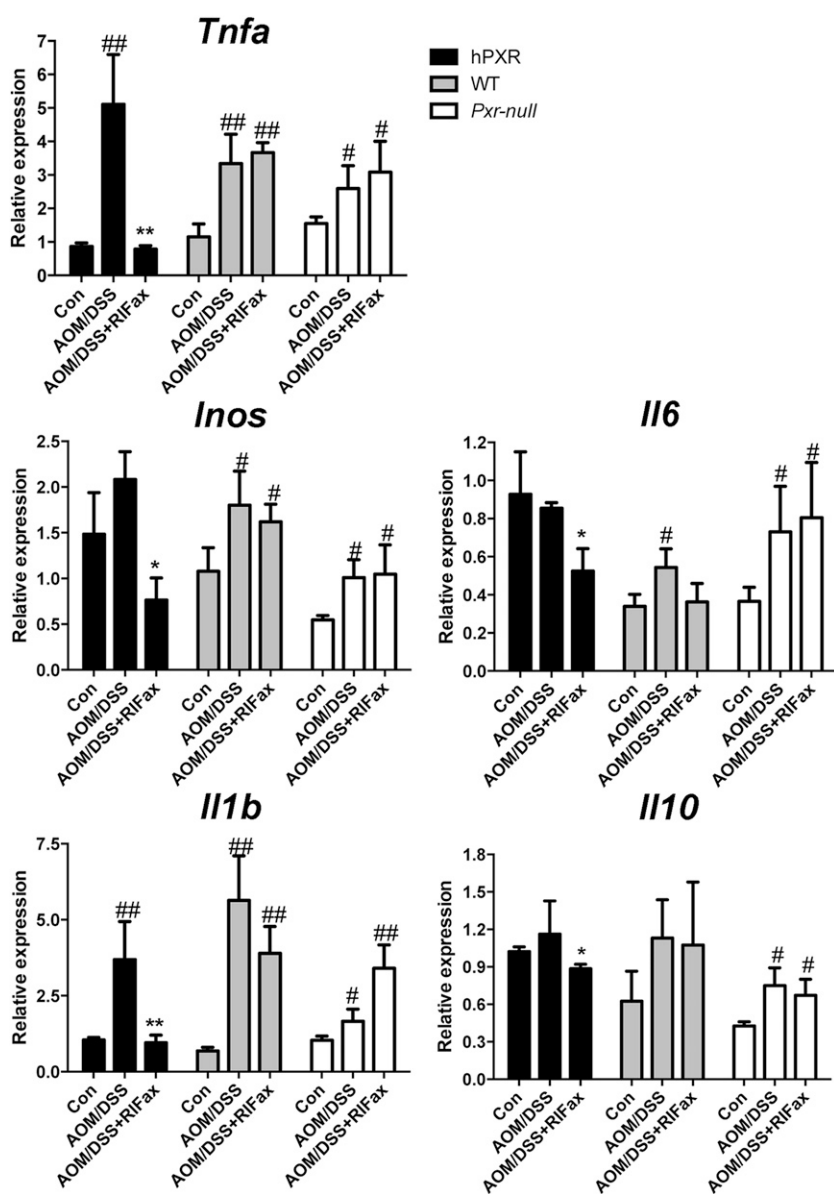 Tnfa
hPXR
WT
Pxr-null
Relative expression
7
6
5
4
3
2
1
0
##
**
##
##
#
#
Con
AOM/DSS
AOM/DSS+RIFax
Con
AOM/DSS
AOM/DSS+RIFax
Con
AOM/DSS
AOM/DSS+RIFax
Inos
Relative expression
2.5
2.0
1.5
1.0
0.5
0.0
*
#
#
#
#
Con
AOM/DSS
AOM/DSS+RIFax
Con
AOM/DSS
AOM/DSS+RIFax
Con
AOM/DSS
AOM/DSS+RIFax
Il6
Relative expression
1.2
1.0
0.8
0.6
0.4
0.2
0.0
*
#
#
#
Con
AOM/DSS
AOM/DSS+RIFax
Con
AOM/DSS
AOM/DSS+RIFax
Con
AOM/DSS
AOM/DSS+RIFax
Il1b
Relative expression
7.5
5.0
2.5
0.0
##
**
##
##
#
##
Con
AOM/DSS
AOM/DSS+RIFax
Con
AOM/DSS
AOM/DSS+RIFax
Con
AOM/DSS
AOM/DSS+RIFax
Il10
Relative expression
1.8
1.5
1.2
0.9
0.6
0.3
0.0
*
#
#
Con
AOM/DSS
AOM/DSS+RIFax
Con
AOM/DSS
AOM/DSS+RIFax
Con
AOM/DSS
AOM/DSS+RIFax